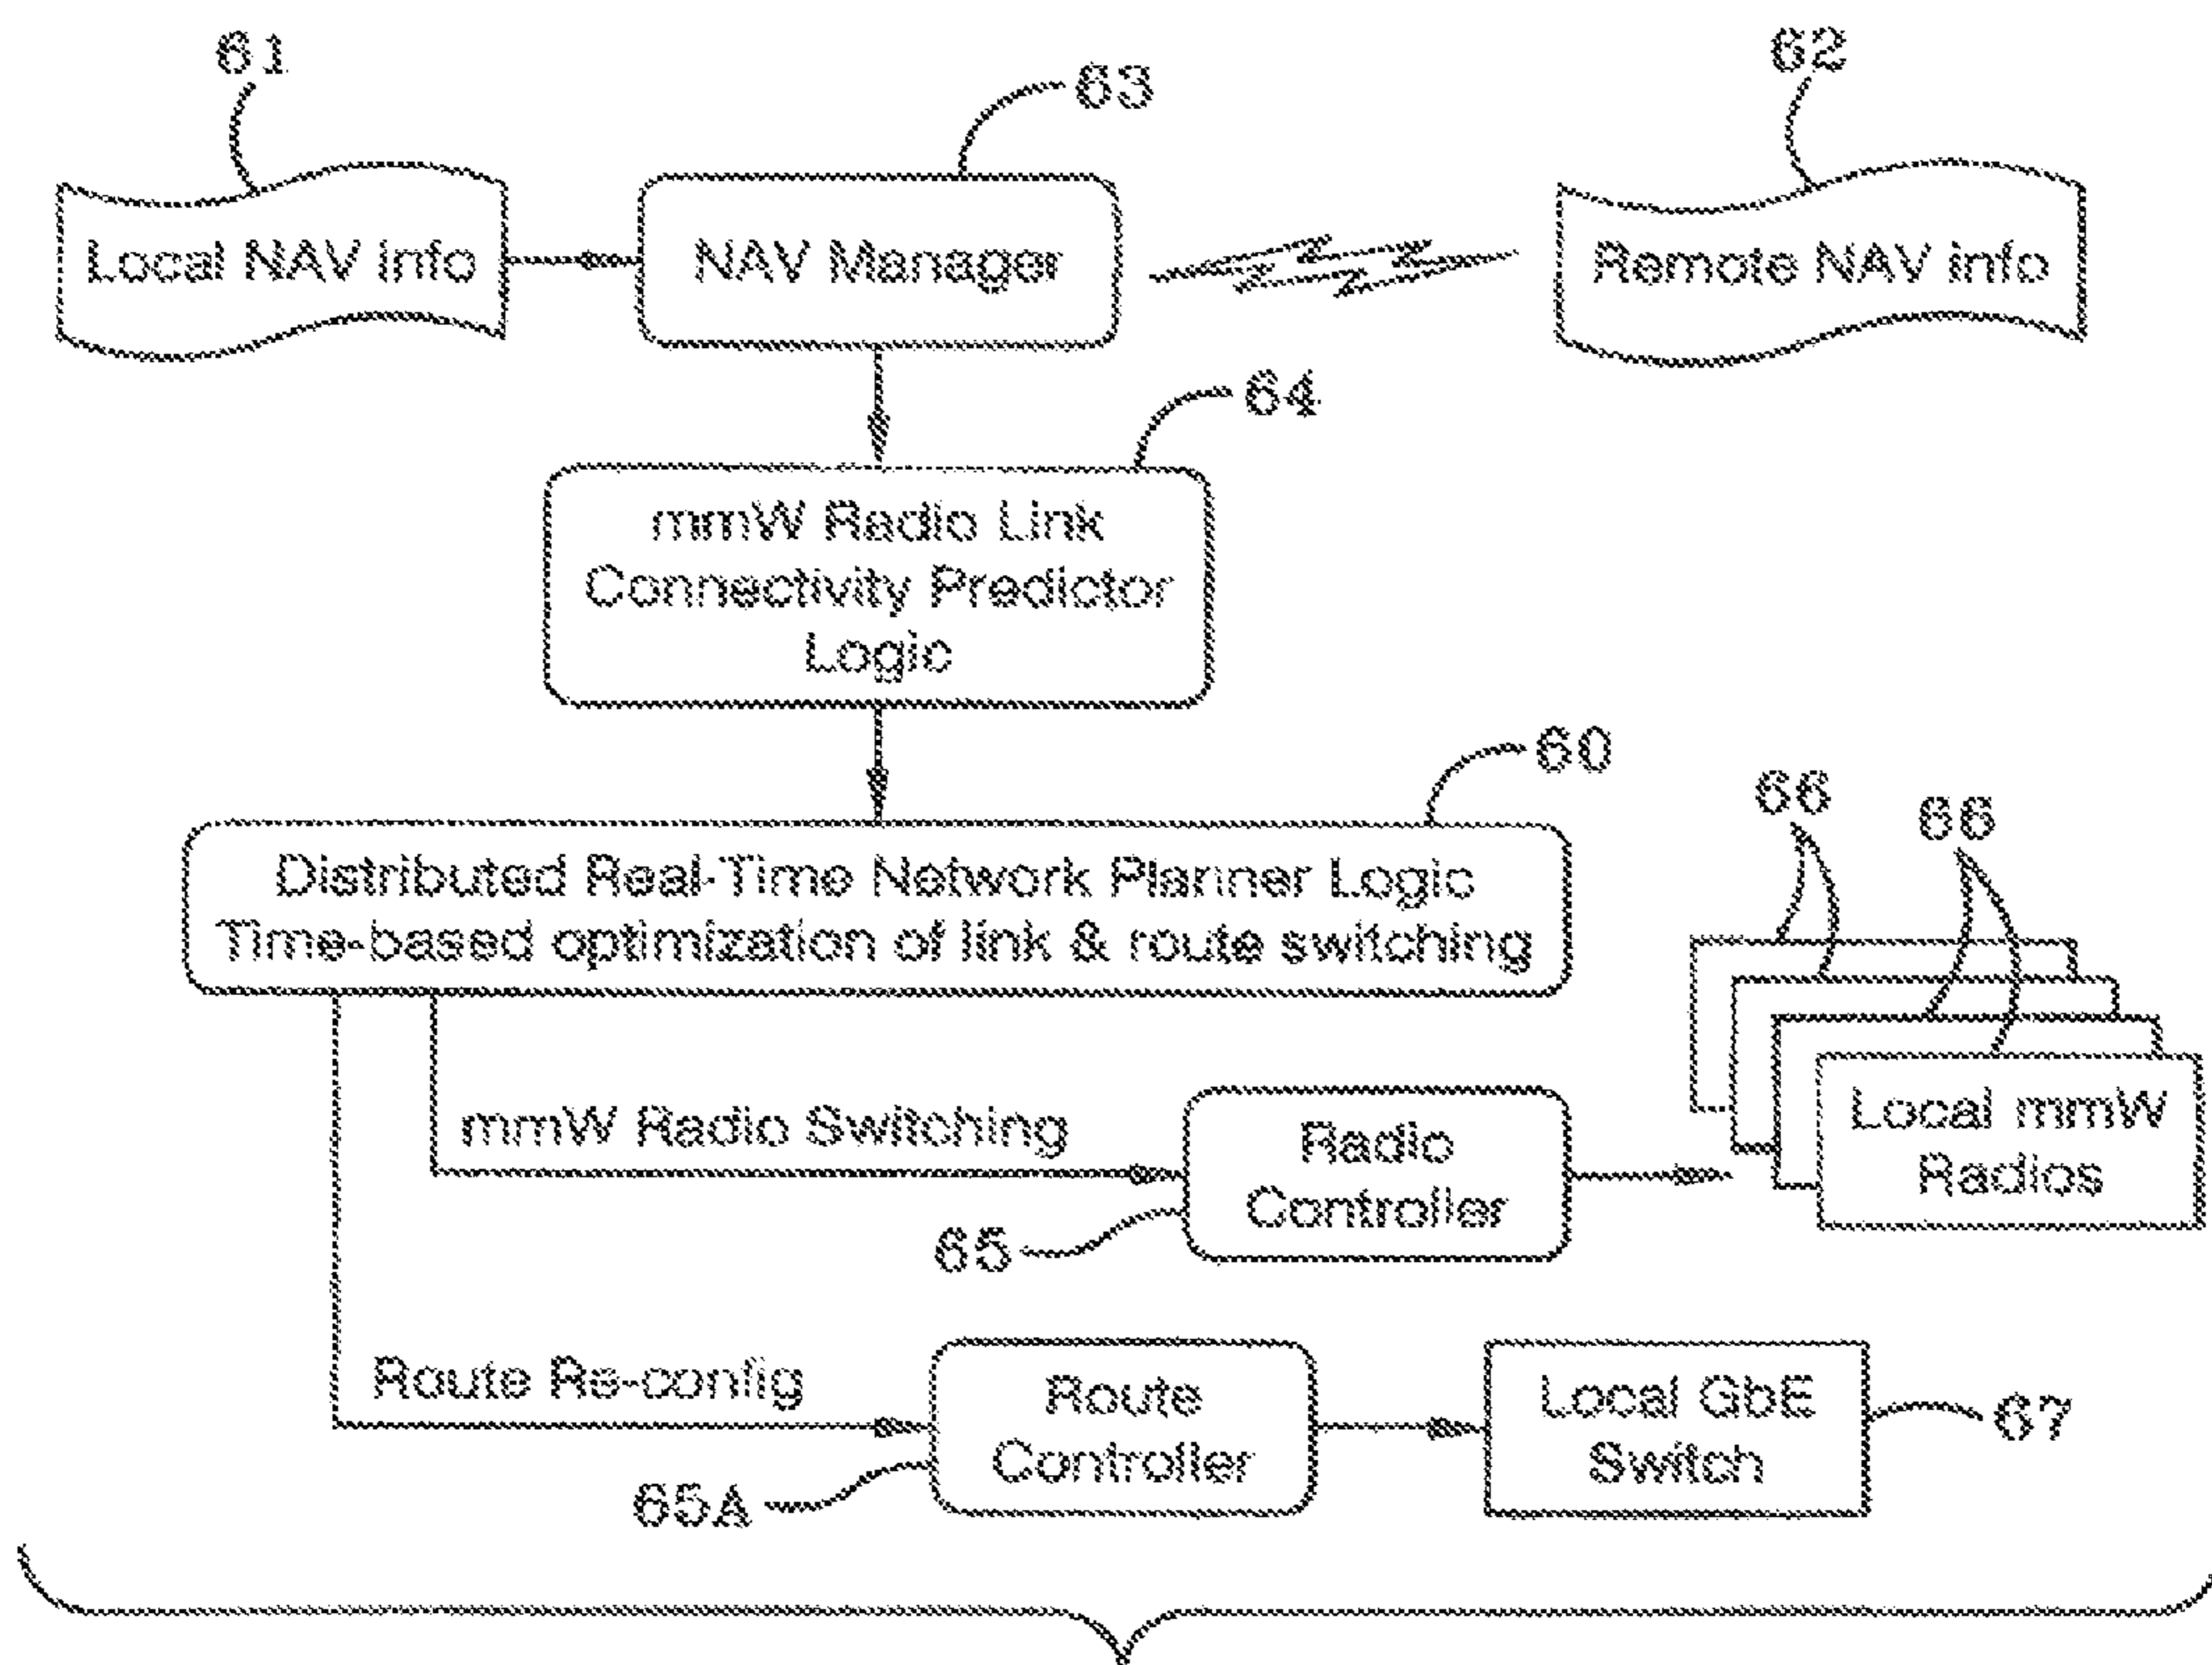 61
62
63
Local NAV info
NAV Manager
Remote NAV info
64
mmW Radio Link
Connectivity Predictor
Logic
60
66
66
Distributed Real-Time Network Planner Logic
Time-based optimization of link & route switching
mmW Radio Switching
Radio
Controller
Local mmW
Radios
65
Route Re-config
Route
Controller
Local GbE
Switch
67
65A